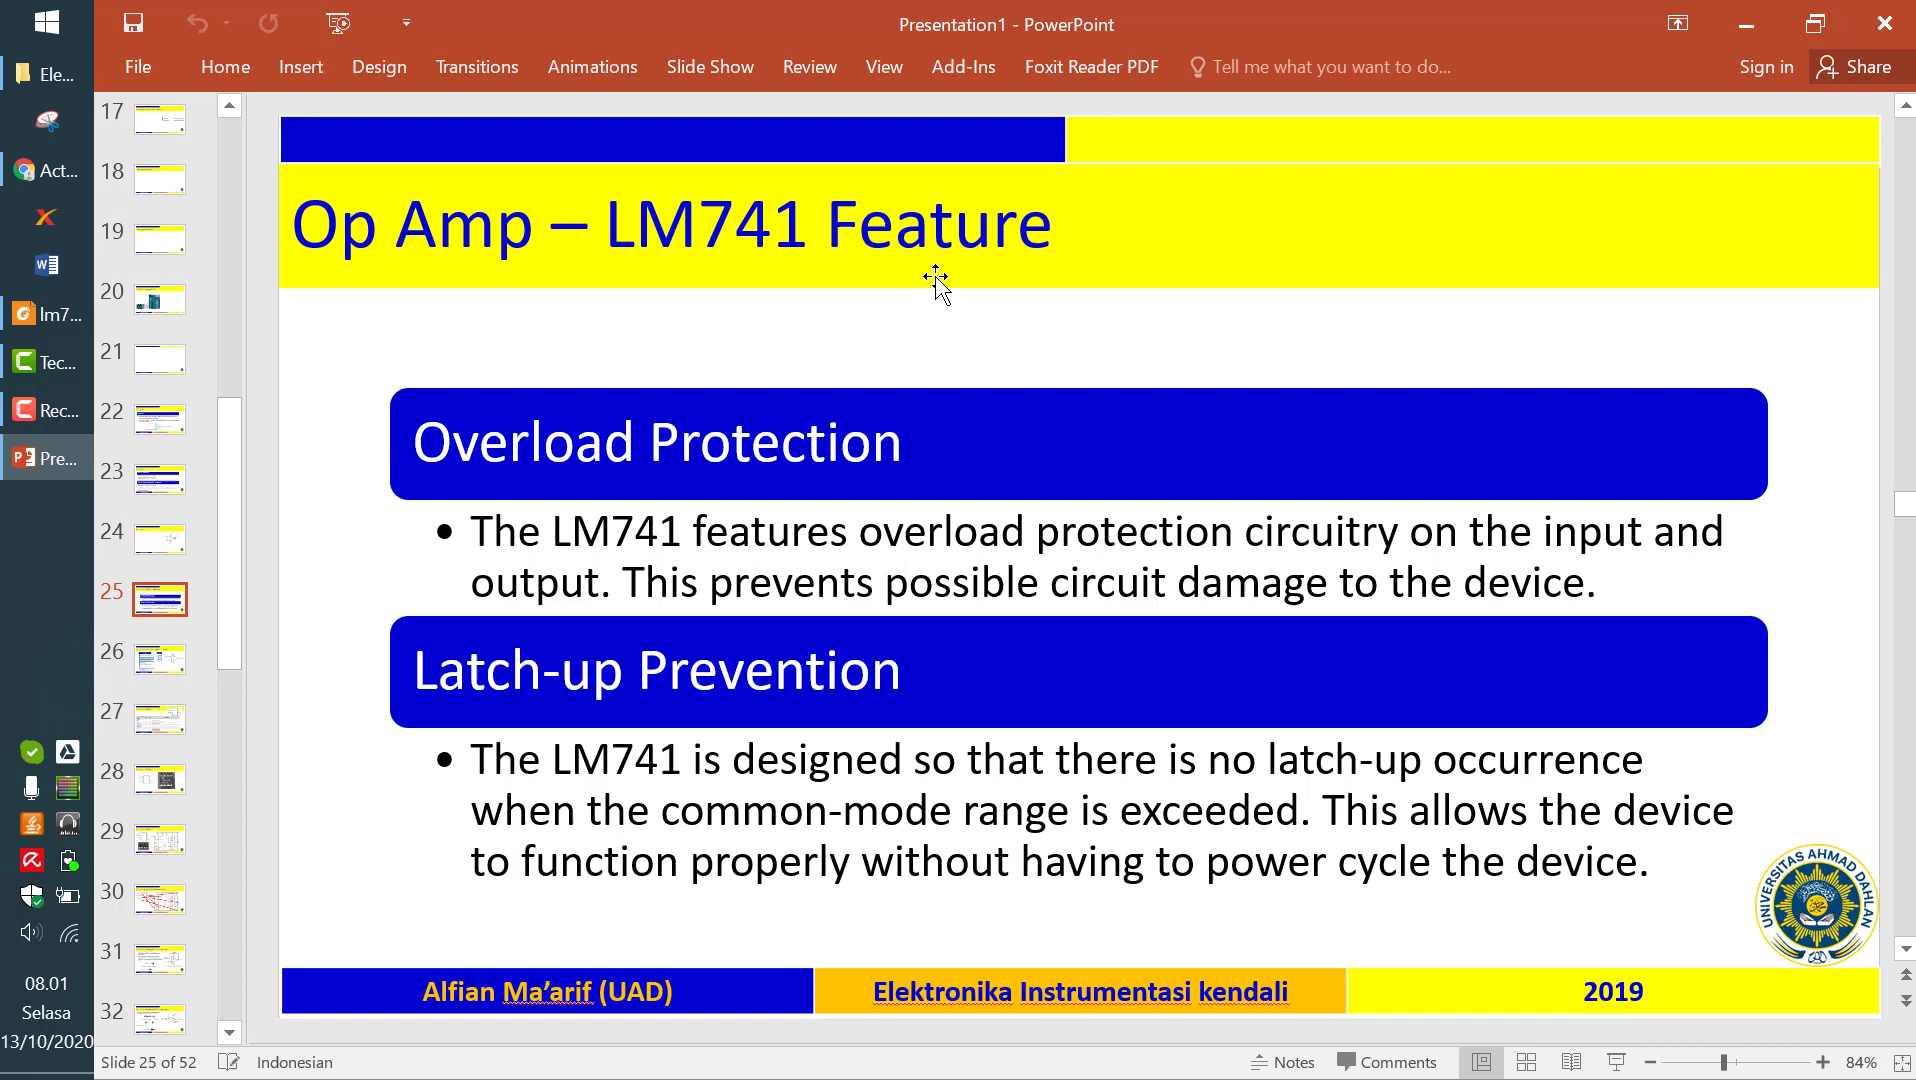 Presentation1 - PowerPoint
File Home Insert Design Transitions Animations Slide Show Review View Add-Ins Foxit Reader PDF Tell me what you want to do... Sign in Share
Ele...
Act...
lm7...
Tec...
Rec...
Pre...
08.01
Selasa
13/10/2020
17
18
19
20
21
22
23
24
25
26
27
28
29
30
31
32
Op Amp – LM741 Feature
Overload Protection
• The LM741 features overload protection circuitry on the input and
output. This prevents possible circuit damage to the device.
Latch-up Prevention
• The LM741 is designed so that there is no latch-up occurrence
when the common-mode range is exceeded. This allows the device
to function properly without having to power cycle the device.
UNIVERSITAS AHMAD DAHLAN
Alfian Ma’arif (UAD) Elektronika Instrumentasi kendali 2019
Slide 25 of 52 Indonesian Notes Comments 84%